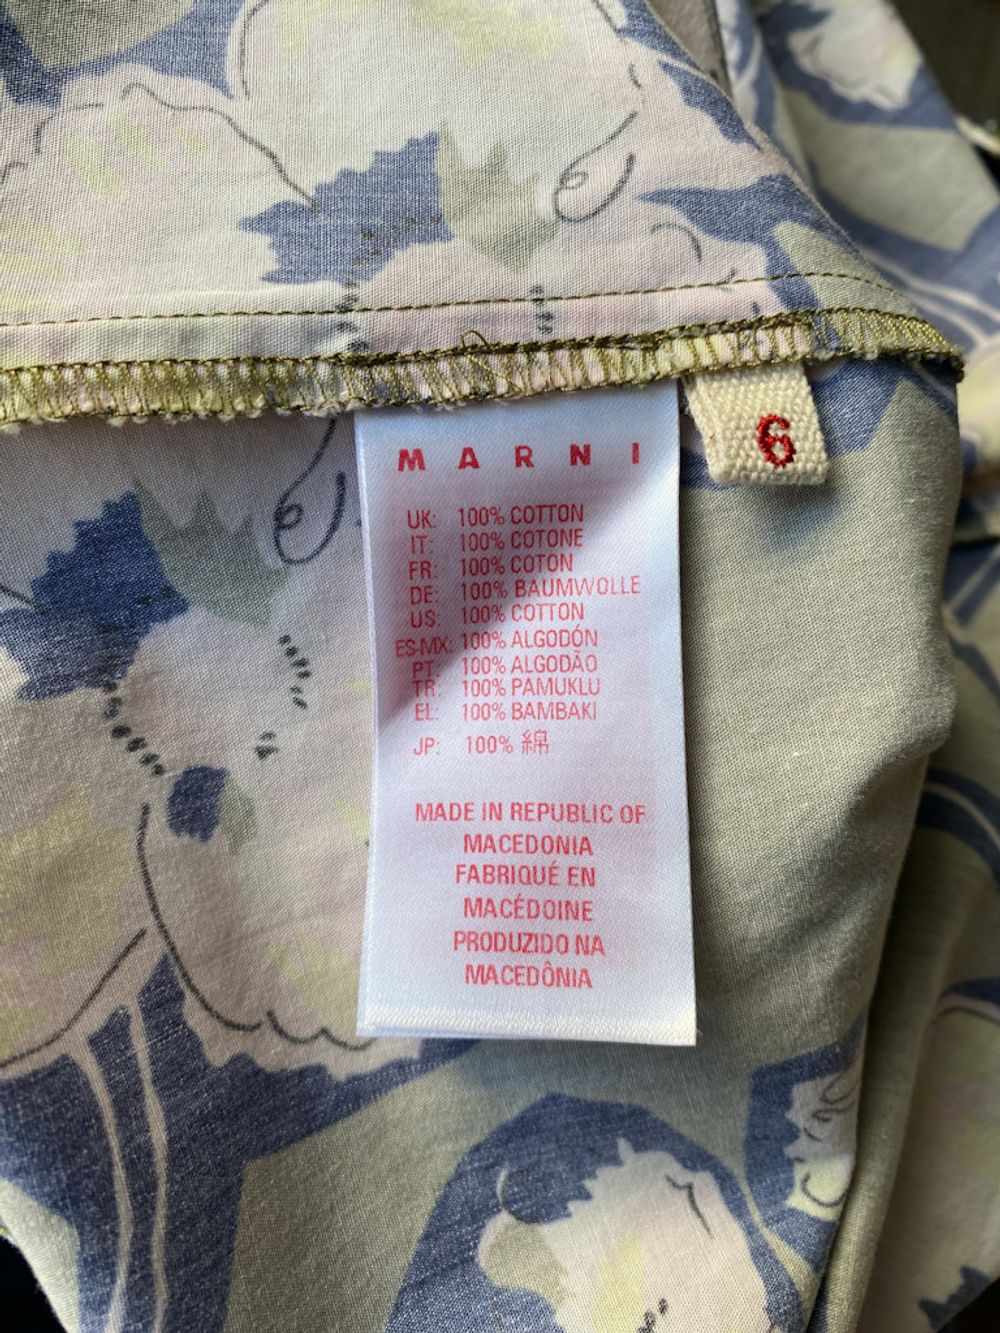 6
MARNI
UK: 100% COTTON
IT: 100% COTONE
FR: 100% COTON
DE: 100% BAUMWOLLE
US: 100% COTTON
ES-MX: 100% ALGODÓN
PT: 100% ALGODÃO
TR: 100% PAMUKLU
EL: 100% BAMBAKI
JP: 100% 綿
MADE IN REPUBLIC OF
MACEDONIA
FABRIQUÉ EN
MACÉDOINE
PRODUZIDO NA
MACEDÔNIA